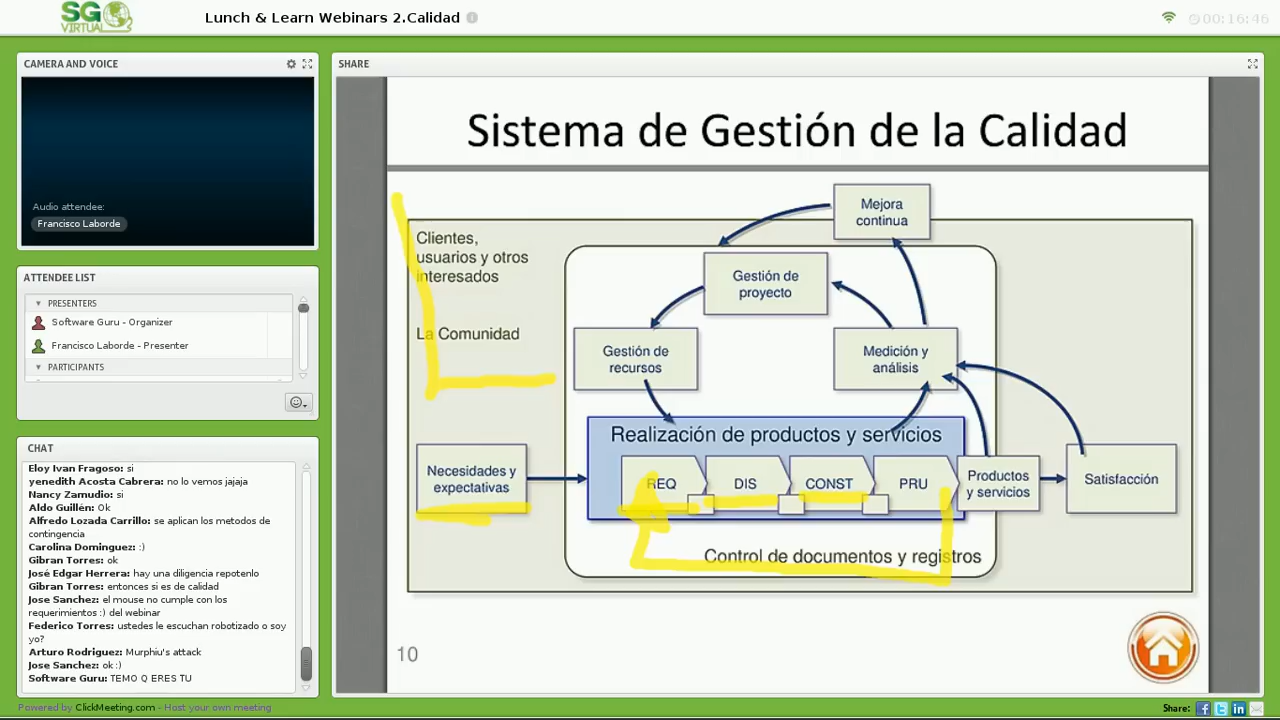 SG
VIRTUAL
Lunch & Learn Webinars 2.Calidad
00:16:46
CAMERA AND VOICE
Audio attendee:
Francisco Laborde
ATTENDEE LIST
PRESENTERS
Software Guru - Organizer
Francisco Laborde - Presenter
PARTICIPANTS
CHAT
Eloy Ivan Fragoso: si
yenedith Acosta Cabrera: no lo vemos jajaja
Nancy Zamudio: si
Aldo Guillén: Ok
Alfredo Lozada Carrillo: se aplican los metodos de
contingencia
Carolina Dominguez: :)
Gibran Torres: ok
José Edgar Herrera: hay una diligencia repotenlo
Gibran Torres: entonces si es de calidad
Jose Sanchez: el mouse no cumple con los
requerimientos :) del webinar
Federico Torres: ustedes le escuchan robotizado o soy
yo?
Arturo Rodriguez: Murphiu's attack
Jose Sanchez: ok :)
Software Guru: TEMO Q ERES TU
SHARE
Sistema de Gestión de la Calidad
Mejora
continua
Clientes,
usuarios y otros
interesados
La Comunidad
Gestión de
proyecto
Gestión de
recursos
Medición y
análisis
Realización de productos y servicios
Necesidades y
expectativas
REQ
DIS
CONST
PRU
Productos
y servicios
Satisfacción
Control de documentos y registros
10
Powered by ClickMeeting.com - Host your own meeting
Share: